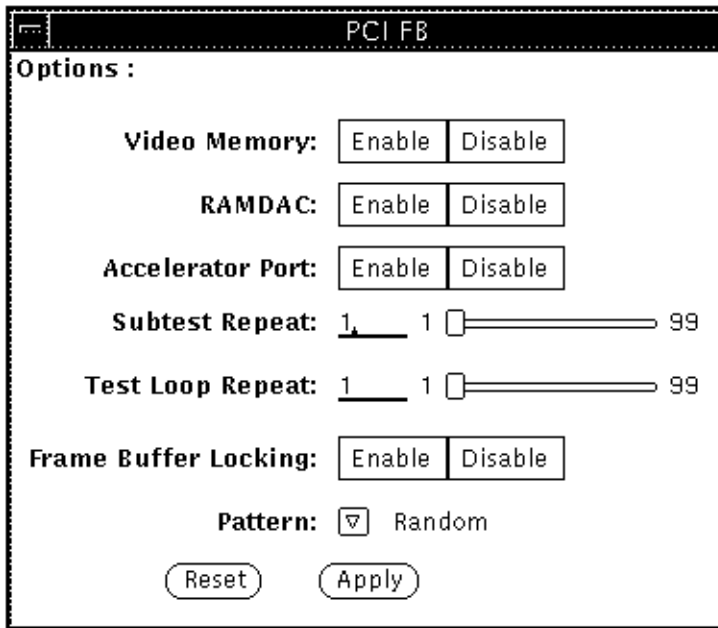 PCI FB
Options :
Video Memory: Enable Disable
RAMDAC: Enable Disable
Accelerator Port: Enable Disable
Subtest Repeat: 1 1 99
Test Loop Repeat: 1 1 99
Frame Buffer Locking: Enable Disable
Pattern: Random
Reset Apply